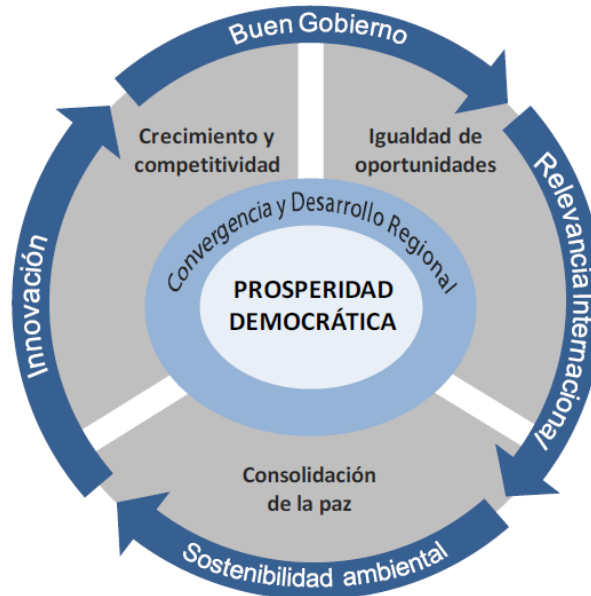 Buen Gobierno
Crecimiento y
competitividad
Igualdad de
oportunidades
Relevancia Internacional
Innovación
Convergencia y Desarrollo Regional
PROSPERIDAD
DEMOCRÁTICA
Consolidación
de la paz
Sostenibilidad ambiental